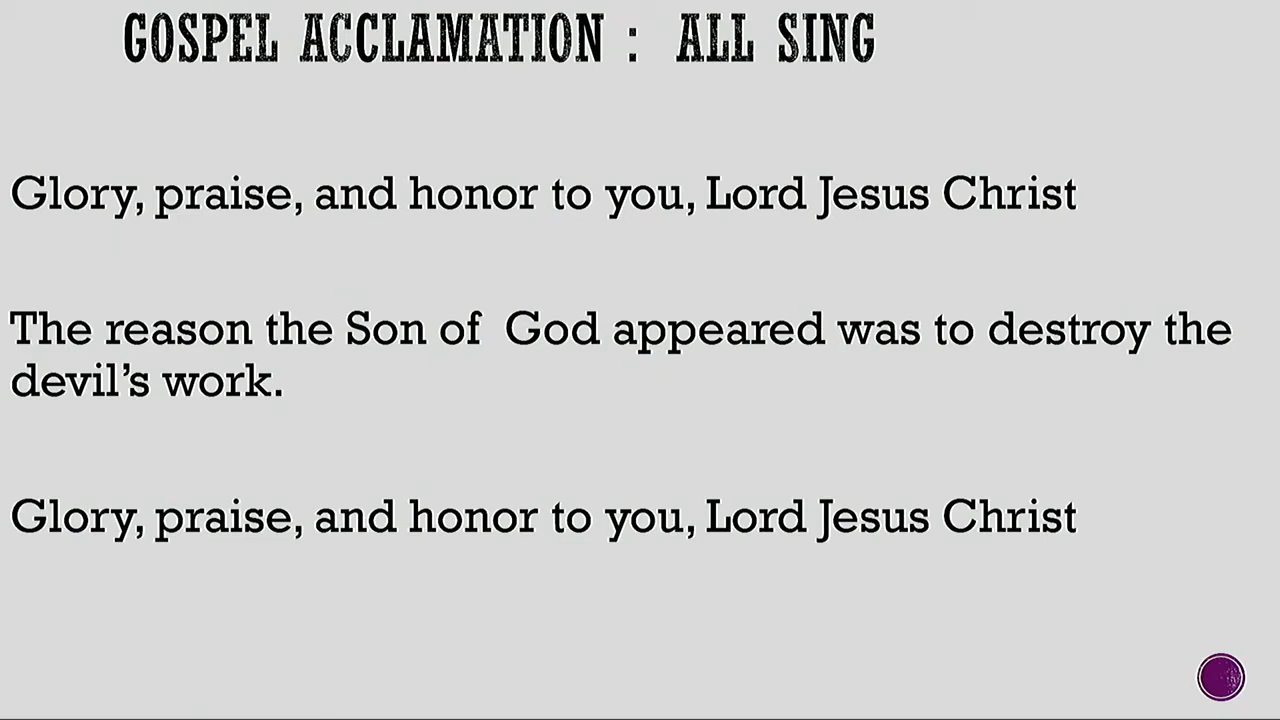 GOSPEL ACCLAMATION : ALL SING
Glory, praise, and honor to you, Lord Jesus Christ
The reason the Son of God appeared was to destroy the
devil’s work.
Glory, praise, and honor to you, Lord Jesus Christ